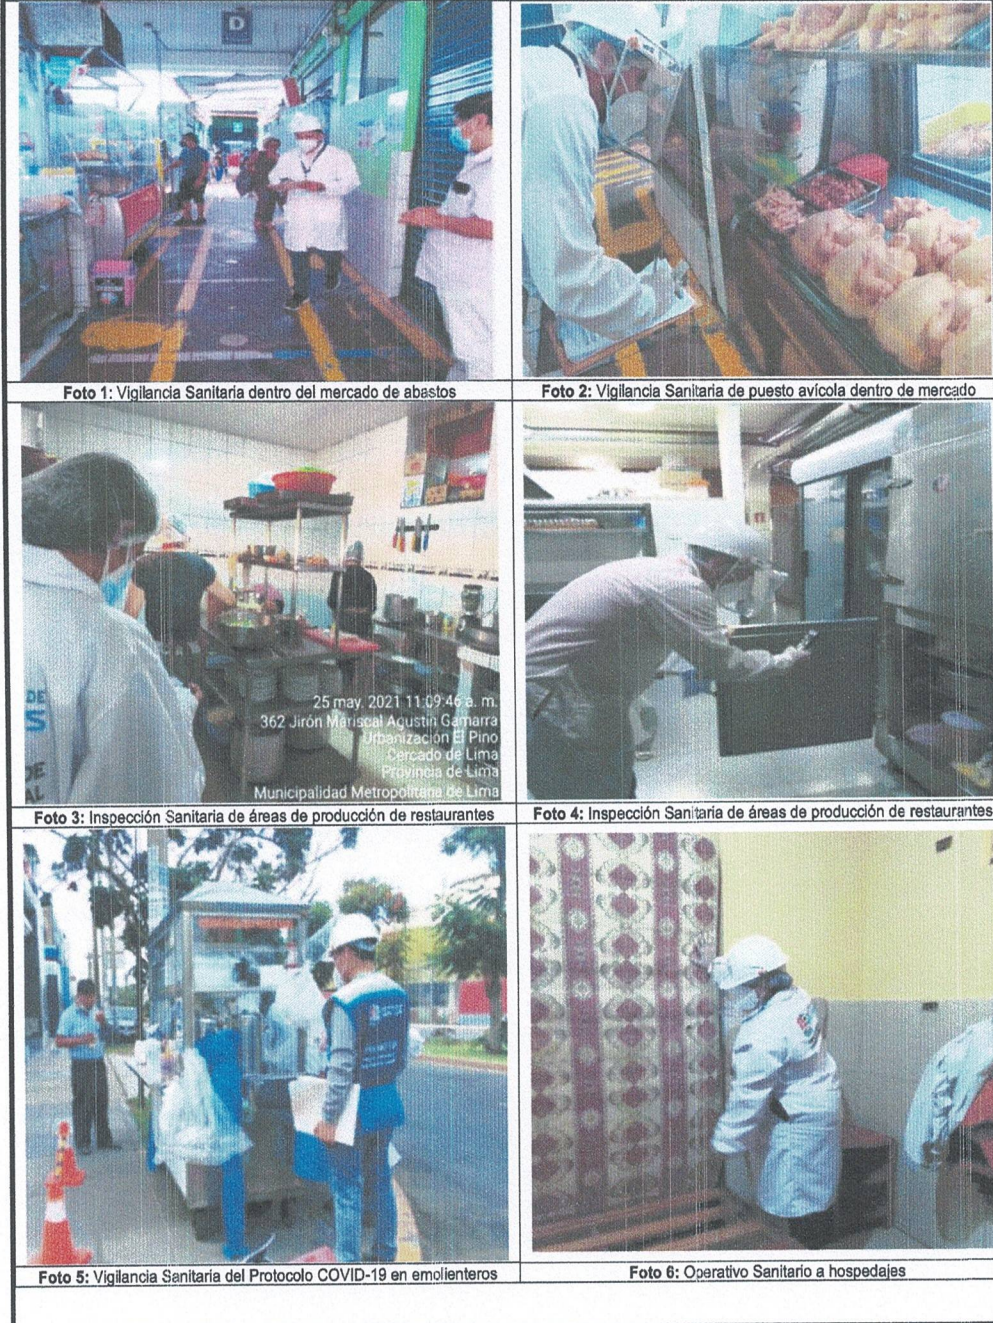 D
Foto 1: Vigilancia Sanitaria dentro del mercado de abastos
Foto 2: Vigilancia Sanitaria de puesto avícola dentro de mercado
DE
S
DE
AL
25 may. 2021 11:09:46 a. m.
362 Jirón Mariscal Agustín Gamarra
Urbanización El Pino
Cercado de Lima
Provincia de Lima
Municipalidad Metropolitana de Lima
Foto 3: Inspección Sanitaria de áreas de producción de restaurantes
Foto 4: Inspección Sanitaria de áreas de producción de restaurantes
Foto 5: Vigilancia Sanitaria del Protocolo COVID-19 en emolienteros
Foto 6: Operativo Sanitario a hospedajes